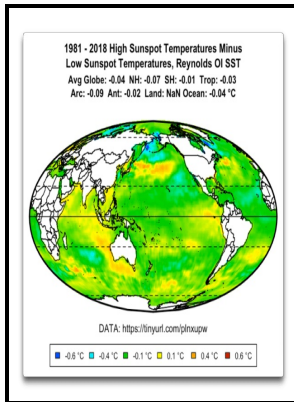 1981 - 2018 High Sunspot Temperatures Minus
Low Sunspot Temperatures, Reynolds OI SST
Avg Globe: -0.04 NH: -0.07 SH: -0.01 Trop: -0.03
Arc: -0.09 Ant: -0.02 Land: NaN Ocean: -0.04 °C
DATA: https://tinyurl.com/plnxupw
-0.6 °C -0.4 °C -0.1 °C 0.1 °C 0.4 °C 0.6 °C